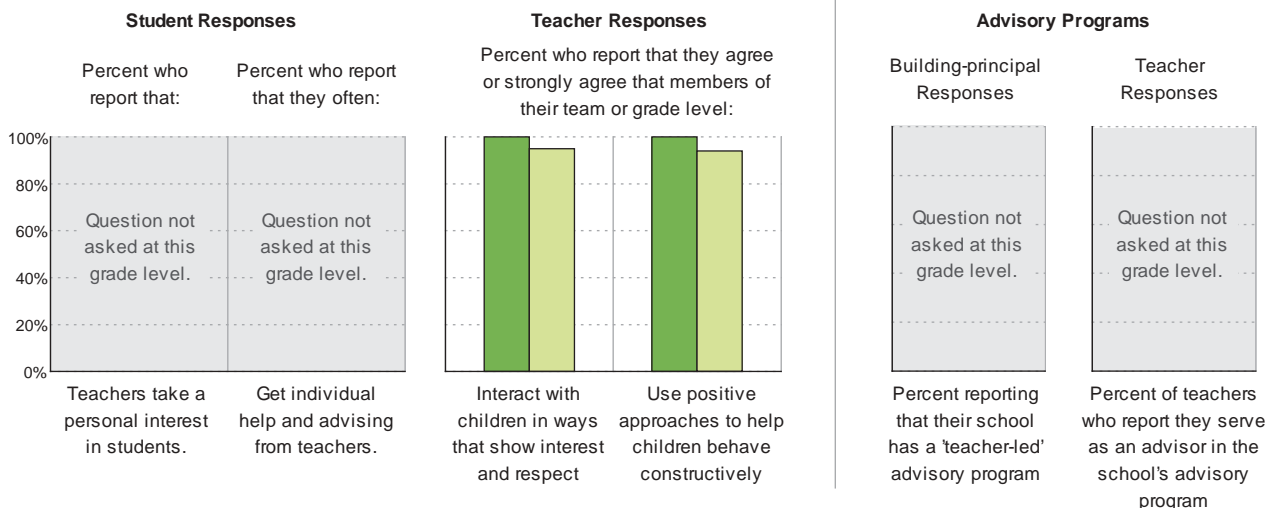 Student Responses
Percent who
report that:
Percent who report
that they often:
100%
80%
60%
40%
20%
0%
Question not
asked at this
grade level.
Question not
asked at this
grade level.
Teachers take a
personal interest
in students.
Get individual
help and advising
from teachers.
Teacher Responses
Percent who report that they agree
or strongly agree that members of
their team or grade level:
Interact with
children in ways
that show interest
and respect
Use positive
approaches to help
children behave
constructively
Advisory Programs
Building-principal
Responses
Question not
asked at this
grade level.
Percent reporting
that their school
has a 'teacher-led'
advisory program
Teacher
Responses
Question not
asked at this
grade level.
Percent of teachers
who report they serve
as an advisor in the
school's advisory
program